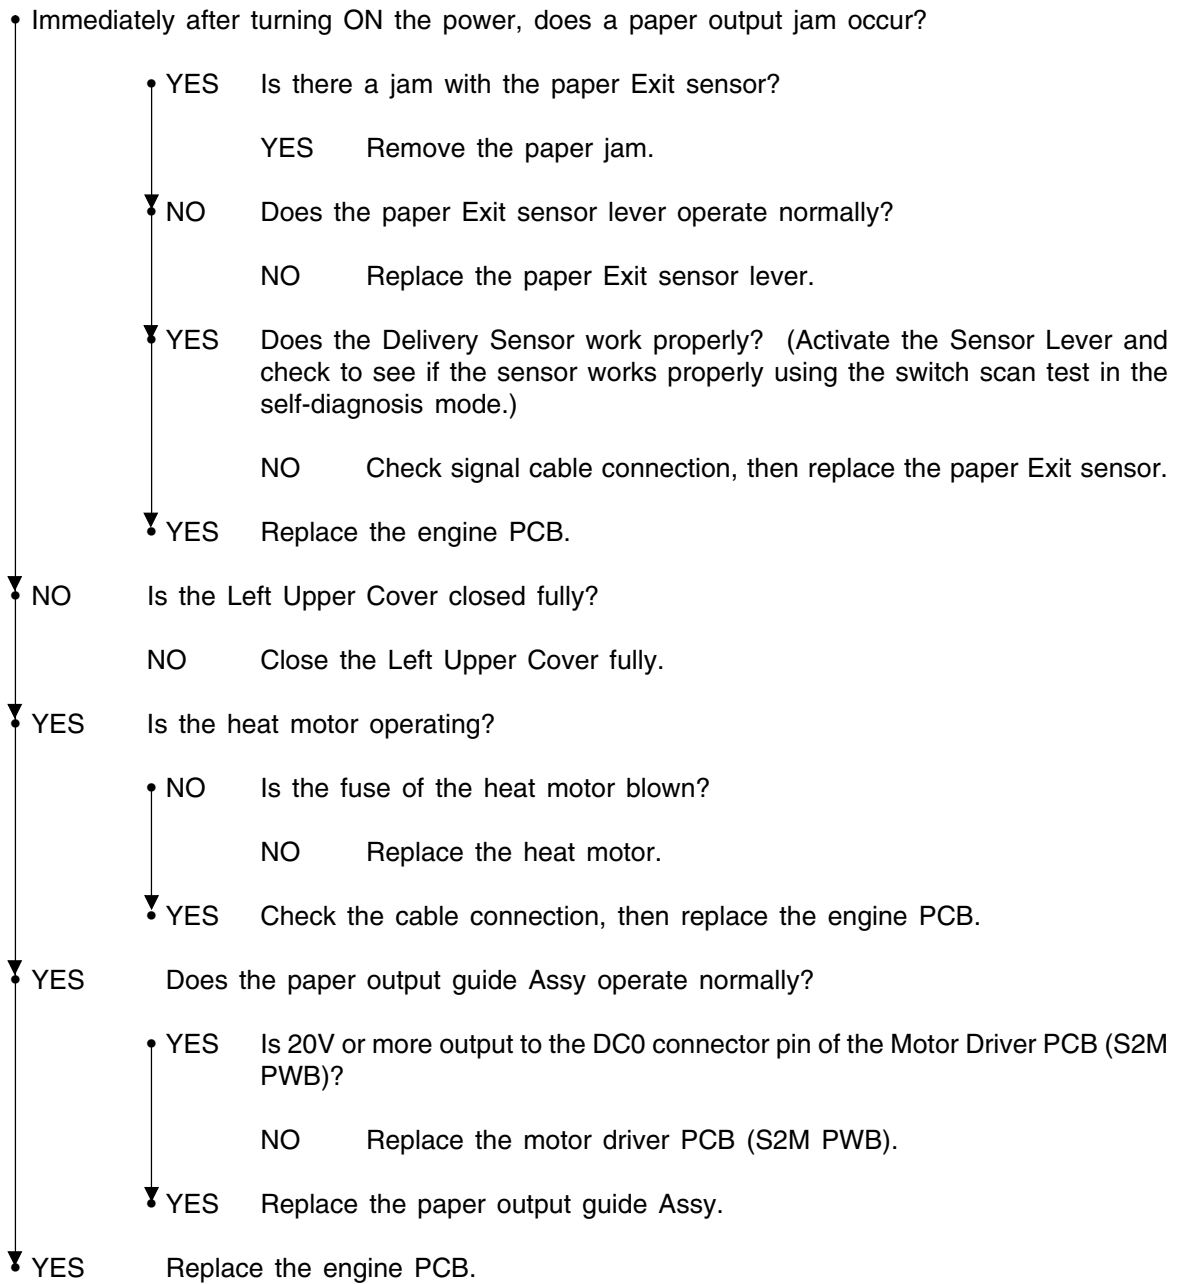 Immediately after turning ON the power, does a paper output jam occur?
YES Is there a jam with the paper Exit sensor?
YES Remove the paper jam.
NO Does the paper Exit sensor lever operate normally?
NO Replace the paper Exit sensor lever.
YES Does the Delivery Sensor work properly? (Activate the Sensor Lever and
check to see if the sensor works properly using the switch scan test in the
self-diagnosis mode.)
NO Check signal cable connection, then replace the paper Exit sensor.
YES Replace the engine PCB.
NO Is the Left Upper Cover closed fully?
NO Close the Left Upper Cover fully.
YES Is the heat motor operating?
NO Is the fuse of the heat motor blown?
NO Replace the heat motor.
YES Check the cable connection, then replace the engine PCB.
YES Does the paper output guide Assy operate normally?
YES Is 20V or more output to the DC0 connector pin of the Motor Driver PCB (S2M
PWB)?
NO Replace the motor driver PCB (S2M PWB).
YES Replace the paper output guide Assy.
YES Replace the engine PCB.